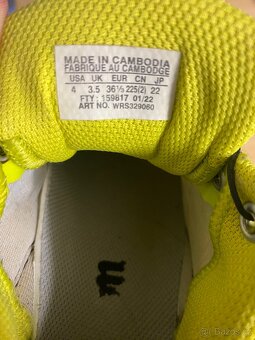 MADE IN CAMBODIA
FABRIQUE AU CAMBODGE
USA UK EUR CN JP
4 3.5 36⅓ 225(2) 22
FTY: 159817 01/22
ART NO. WRS329060